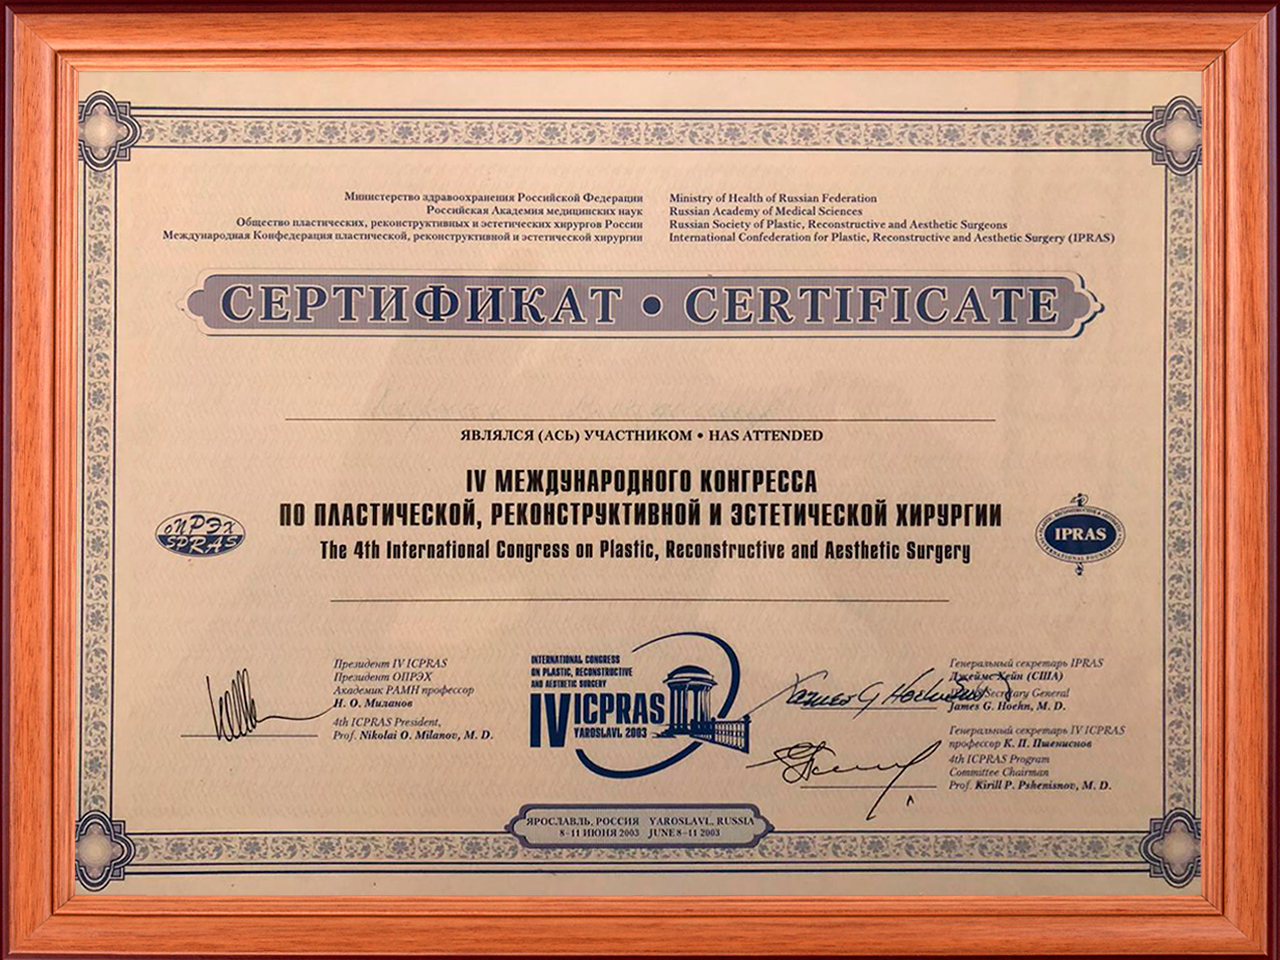 Министерство здравоохранения Российской Федерации
Российская Академия медицинских наук
Общество пластических, реконструктивных и эстетических хирургов России
Международная Конфедерация пластической, реконструктивной и эстетической хирургии
Ministry of Health of Russian Federation
Russian Academy of Medical Sciences
Russian Society of Plastic, Reconstructive and Aesthetic Surgeons
International Confederation for Plastic, Reconstructive and Aesthetic Surgery (IPRAS)
СЕРТИФИКАТ • CERTIFICATE
ЯВЛЯЛСЯ (АСЬ) УЧАСТНИКОМ • HAS ATTENDED
IV МЕЖДУНАРОДНОГО КОНГРЕССА
ПО ПЛАСТИЧЕСКОЙ, РЕКОНСТРУКТИВНОЙ И ЭСТЕТИЧЕСКОЙ ХИРУРГИИ
The 4th International Congress on Plastic, Reconstructive and Aesthetic Surgery
ОПРЭХ
SPRAS
IPRAS
Президент IV ICPRAS
Президент ОПРЭХ
Академик РАМН профессор
Н. О. Миланов
4th ICPRAS President,
Prof. Nikolai O. Milanov, M. D.
INTERNATIONAL CONGRESS
ON PLASTIC, RECONSTRUCTIVE
AND AESTHETIC SURGERY
IV ICPRAS
YAROSLAVL 2003
Генеральный секретарь IPRAS
Джеймс Хейн (США)
Secretary General
James G. Hoehn, M. D.
Генеральный секретарь IV ICPRAS
профессор К. П. Пшениснов
4th ICPRAS Program
Committee Chairman
Prof. Kirill P. Pshenisnov, M. D.
ЯРОСЛАВЛЬ, РОССИЯ
8–11 ИЮНЯ 2003
YAROSLAVL, RUSSIA
JUNE 8–11 2003